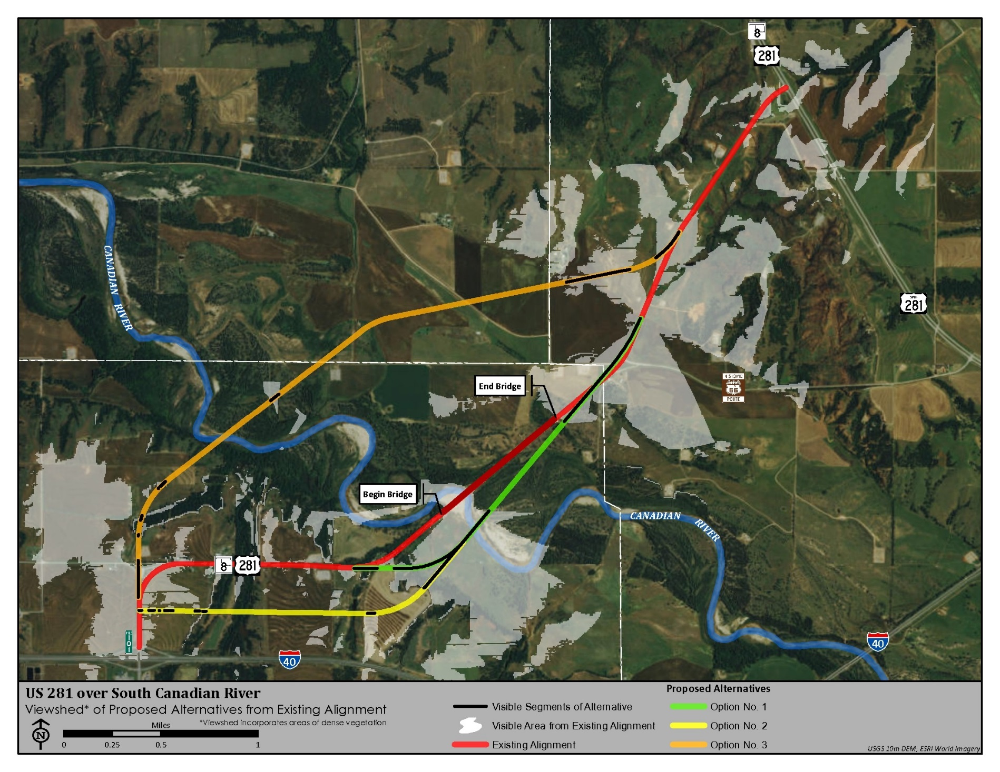 8
281
CANADIAN
RIVER
281
HISTORIC
66
ROUTE
End Bridge
Begin Bridge
CANADIAN
RIVER
8
281
MILE
101
40
40
US 281 over South Canadian River
Viewshed* of Proposed Alternatives from Existing Alignment
*Viewshed incorporates areas of dense vegetation
N
Miles
0 0.25 0.5 1
Visible Segments of Alternative
Visible Area from Existing Alignment
Existing Alignment
Proposed Alternatives
Option No. 1
Option No. 2
Option No. 3
USGS 10m DEM, ESRI World Imagery